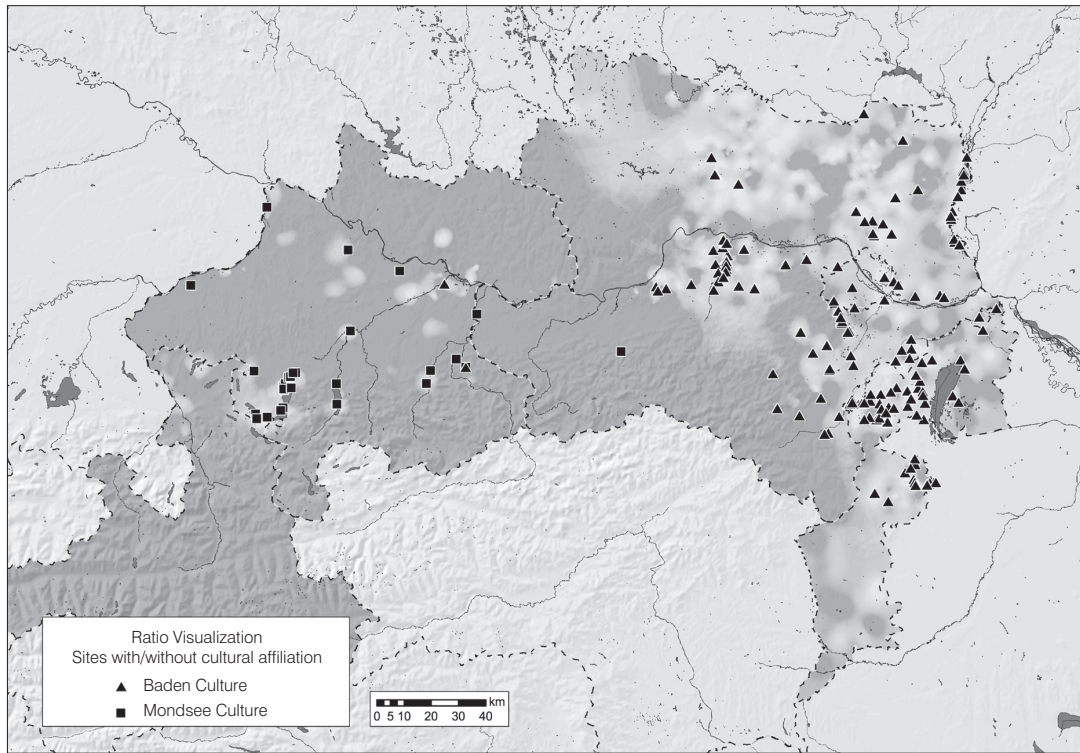 Ratio Visualization
Sites with/without cultural affiliation
Baden Culture
Mondsee Culture
km
0 5 10 20 30 40